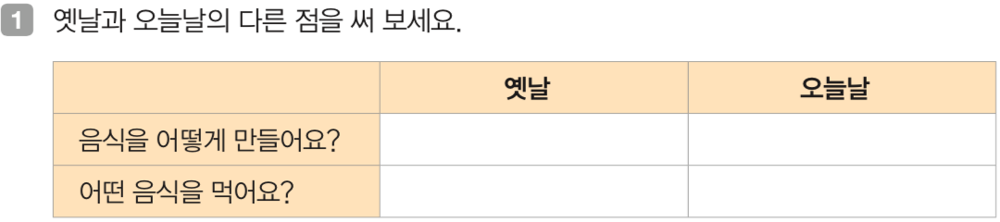 1 옛날과 오늘날의 다른 점을 써 보세요.
옛날 오늘날
음식을 어떻게 만들어요?
어떤 음식을 먹어요?